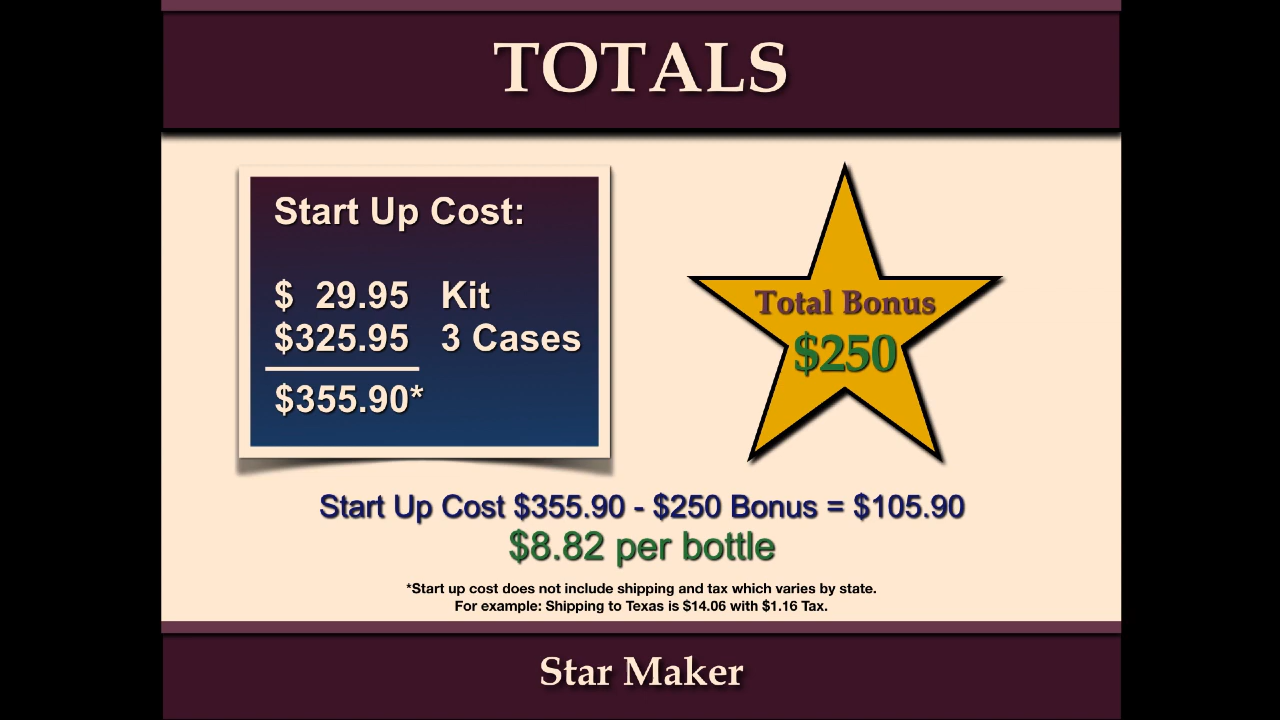 TOTALS
Start Up Cost:
$ 29.95 Kit
$325.95 3 Cases
$355.90*
Total Bonus
$250
Start Up Cost $355.90 - $250 Bonus = $105.90
$8.82 per bottle
*Start up cost does not include shipping and tax which varies by state.
For example: Shipping to Texas is $14.06 with $1.16 Tax.
Star Maker